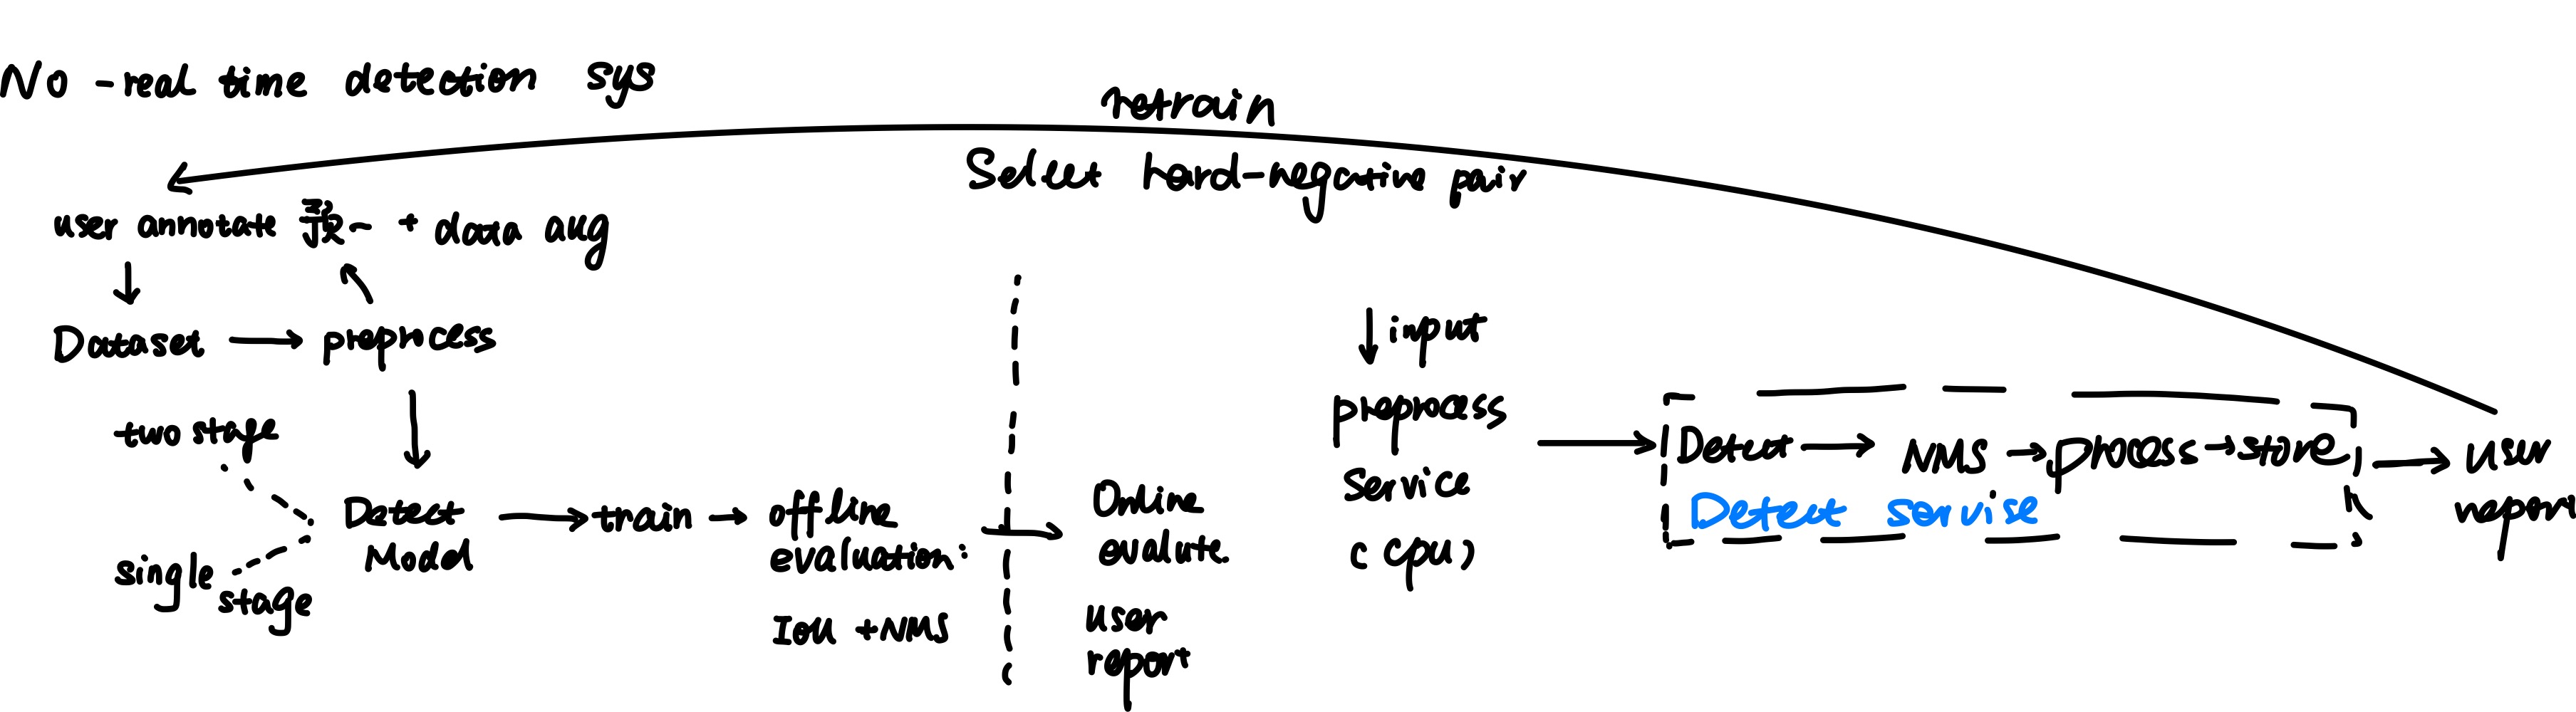 No - real time detection sys
retrain
Select hard-negative pair
user annotate + data aug
Dataset
preprocess
two stage
single stage
Detect Model
train
offline evaluation:
IoU + NMS
Online evalute.
user report
input
preprocess
Service
(cpu)
Detect
NMS
process
store
Detect servise
user report